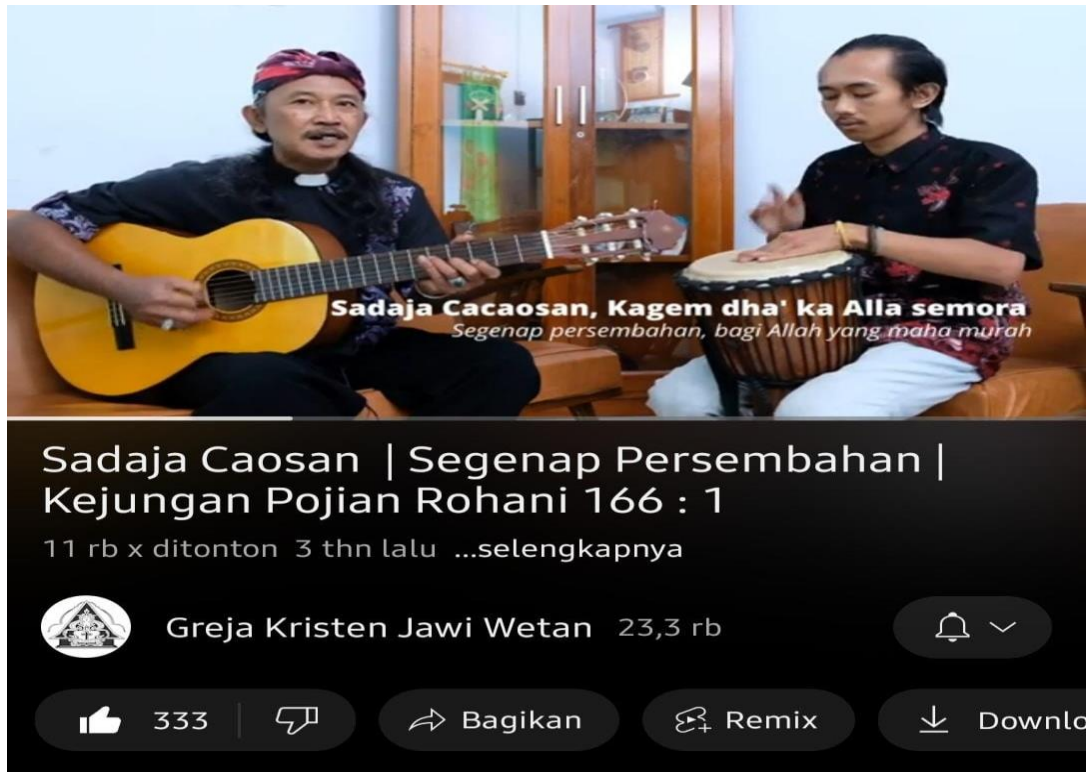 Sadaja Cacaosan, Kagem dha' ka Alla semora
Segenap persembahan, bagi Allah yang maha murah
Sadaja Caosan | Segenap Persembahan |
Kejungan Pojian Rohani 166 : 1
11 rb x ditonton 3 thn lalu ...selengkapnya
Greja Kristen Jawi Wetan 23,3 rb
333 Bagikan Remix Downlo